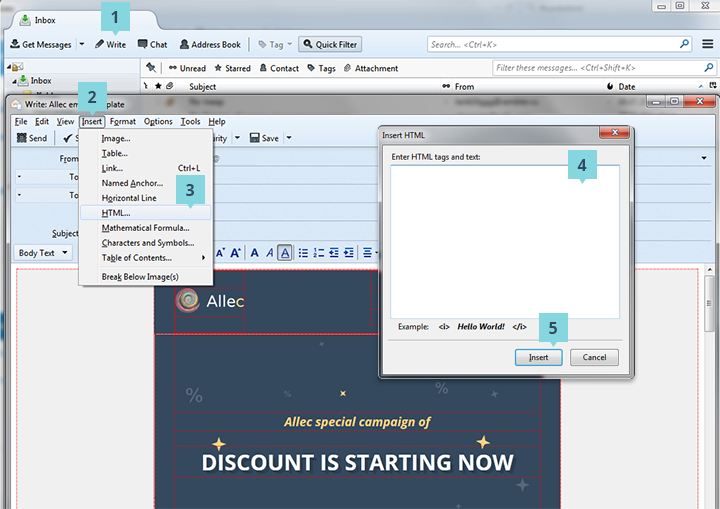 Inbox
1
Get Messages Write Chat Address Book Tag Quick Filter Search... <Ctrl+K>
Unread Starred Contact Tags Attachment Filter these messages... <Ctrl+Shift+K>
Inbox
Subject From Date
2
Write: Allec em plate
File Edit View Insert Format Options Tools Help
Send Save
From
To
To
Subject
Body Text
Image...
Table...
Link... Ctrl+L
Named Anchor...
3
Horizontal Line
HTML...
Mathematical Formula...
Characters and Symbols...
Table of Contents...
Break Below Image(s)
Insert HTML
Enter HTML tags and text:
4
Example: <i> Hello World! </i>
5
Insert Cancel
Allec
Allec special campaign of
DISCOUNT IS STARTING NOW